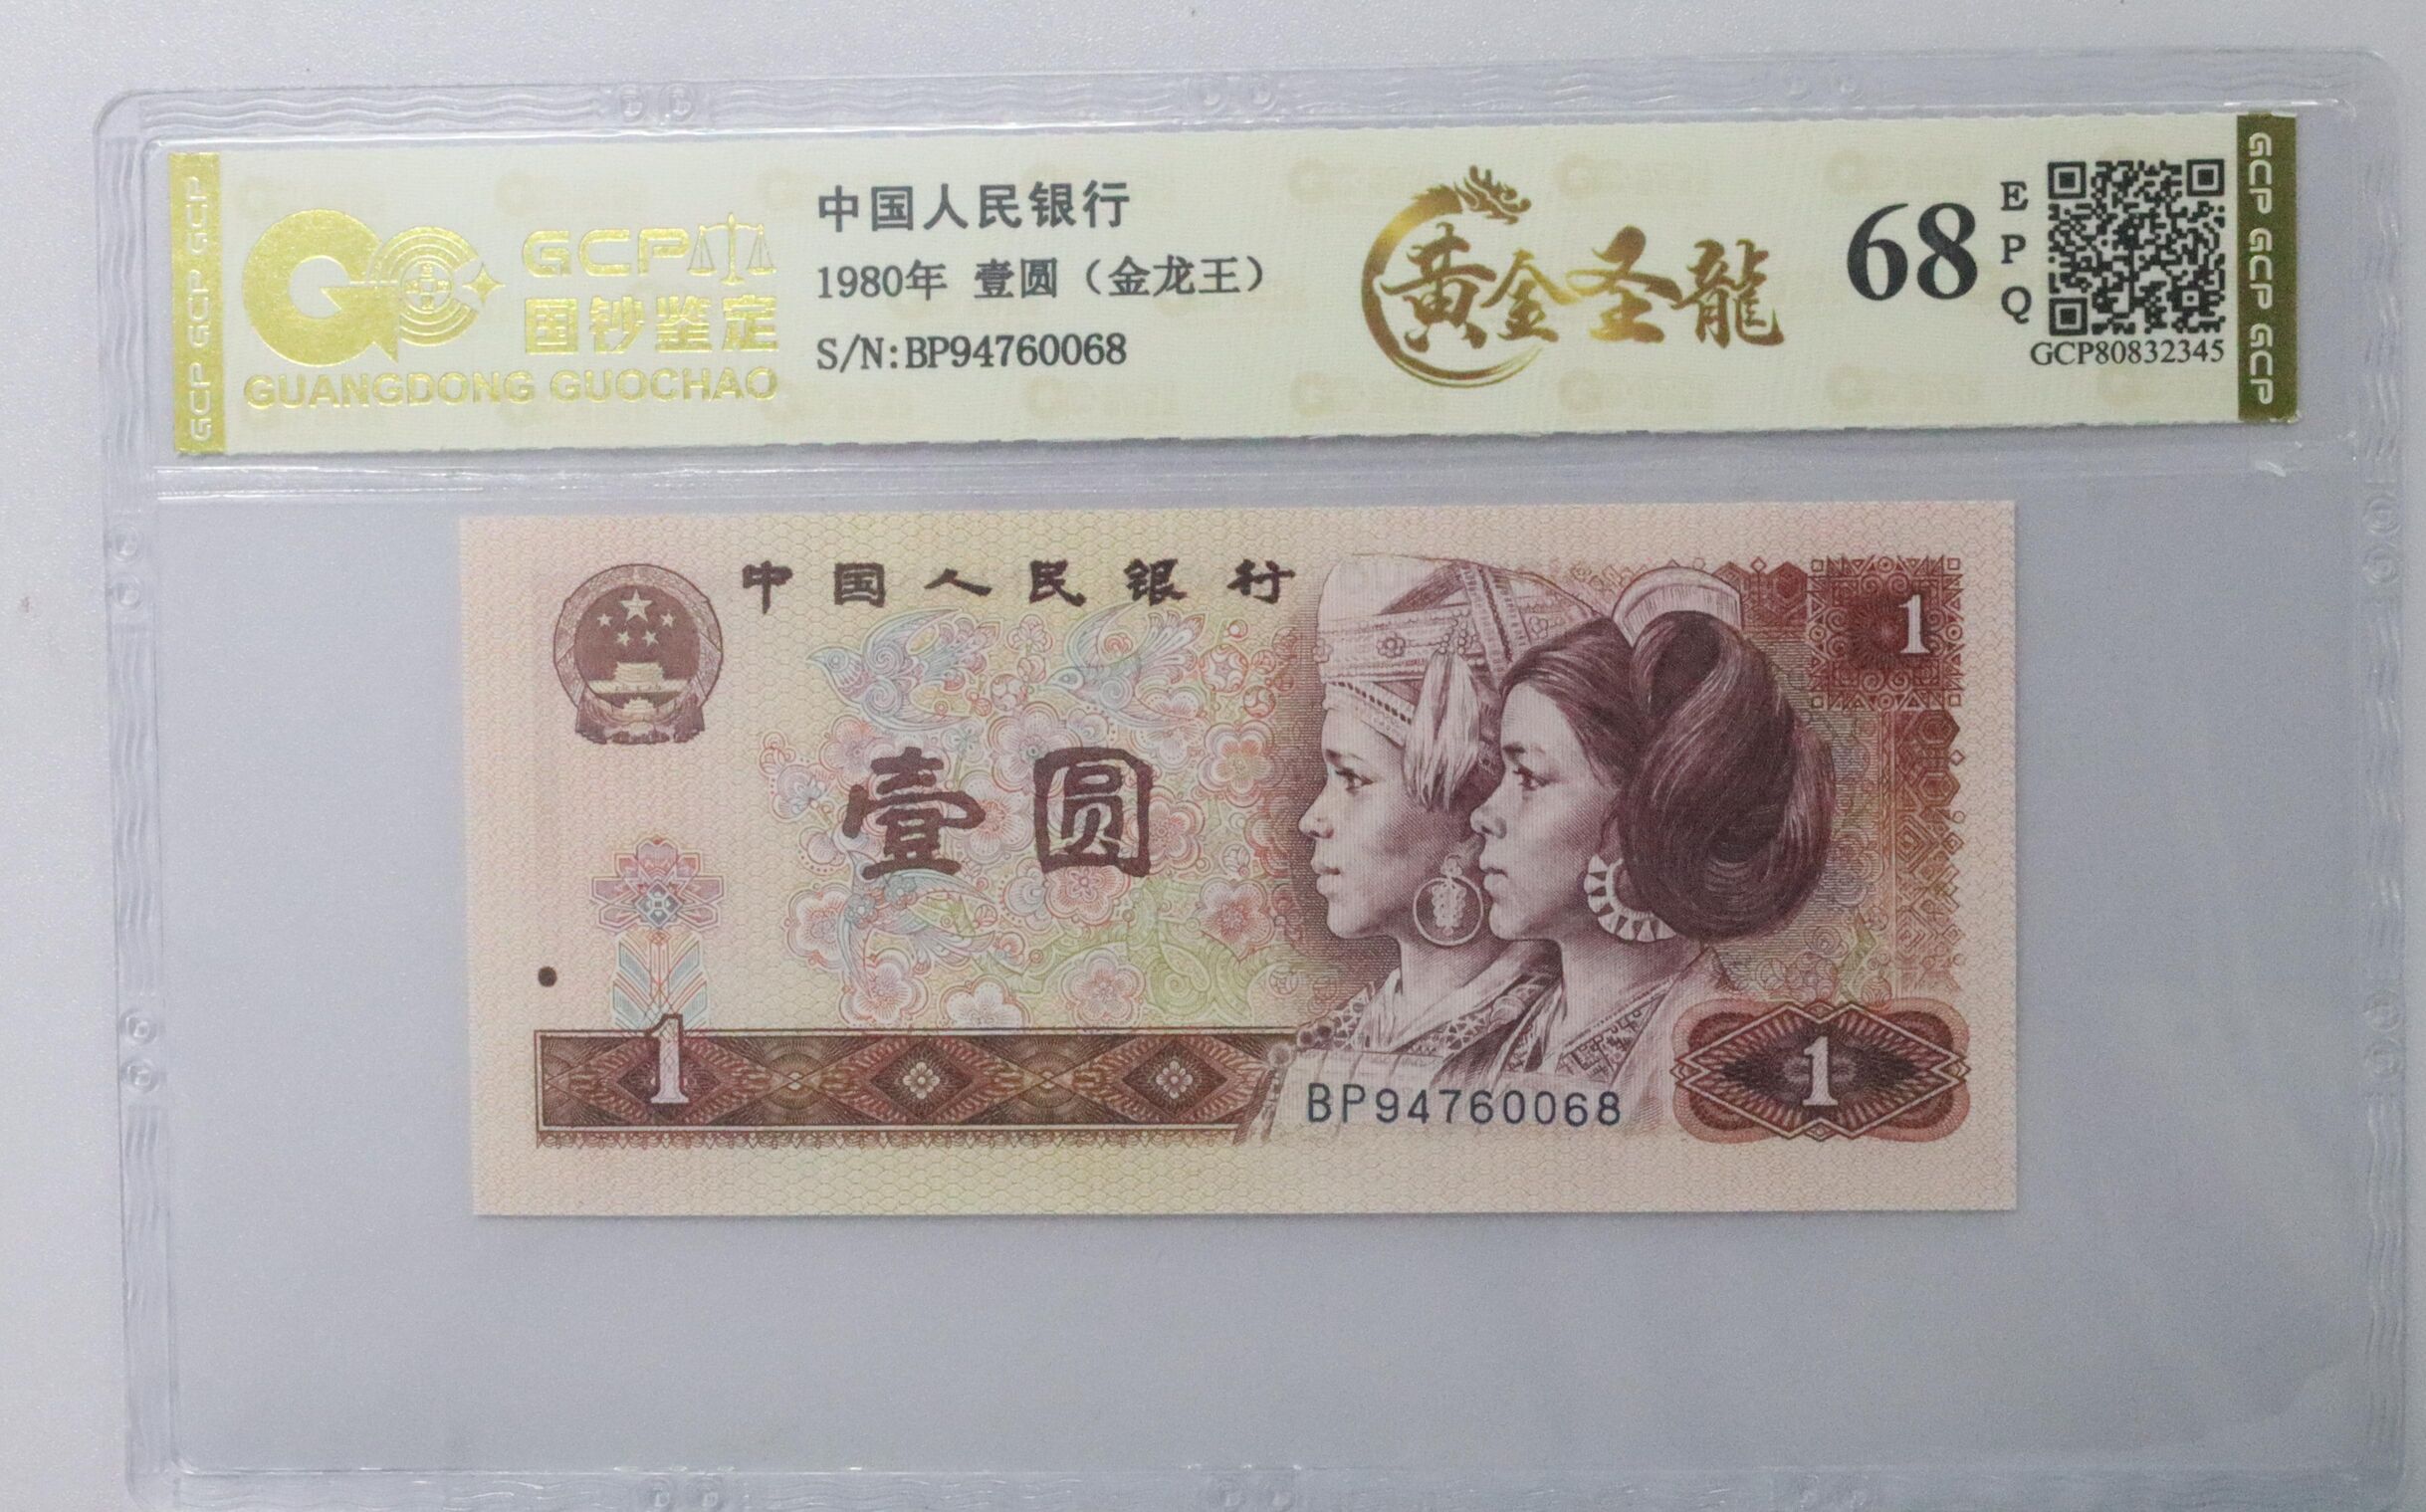 GCP GCP GCP
GCP
国钞鉴定
GUANGDONG GUOCHAO
中国人民银行
1980年 壹圆（金龙王）
S/N:BP94760068
黄金圣龍
68
EPQ
GCP80832345
GCP GCP GCP
中国人民银行
1
壹圆
1
1
BP94760068